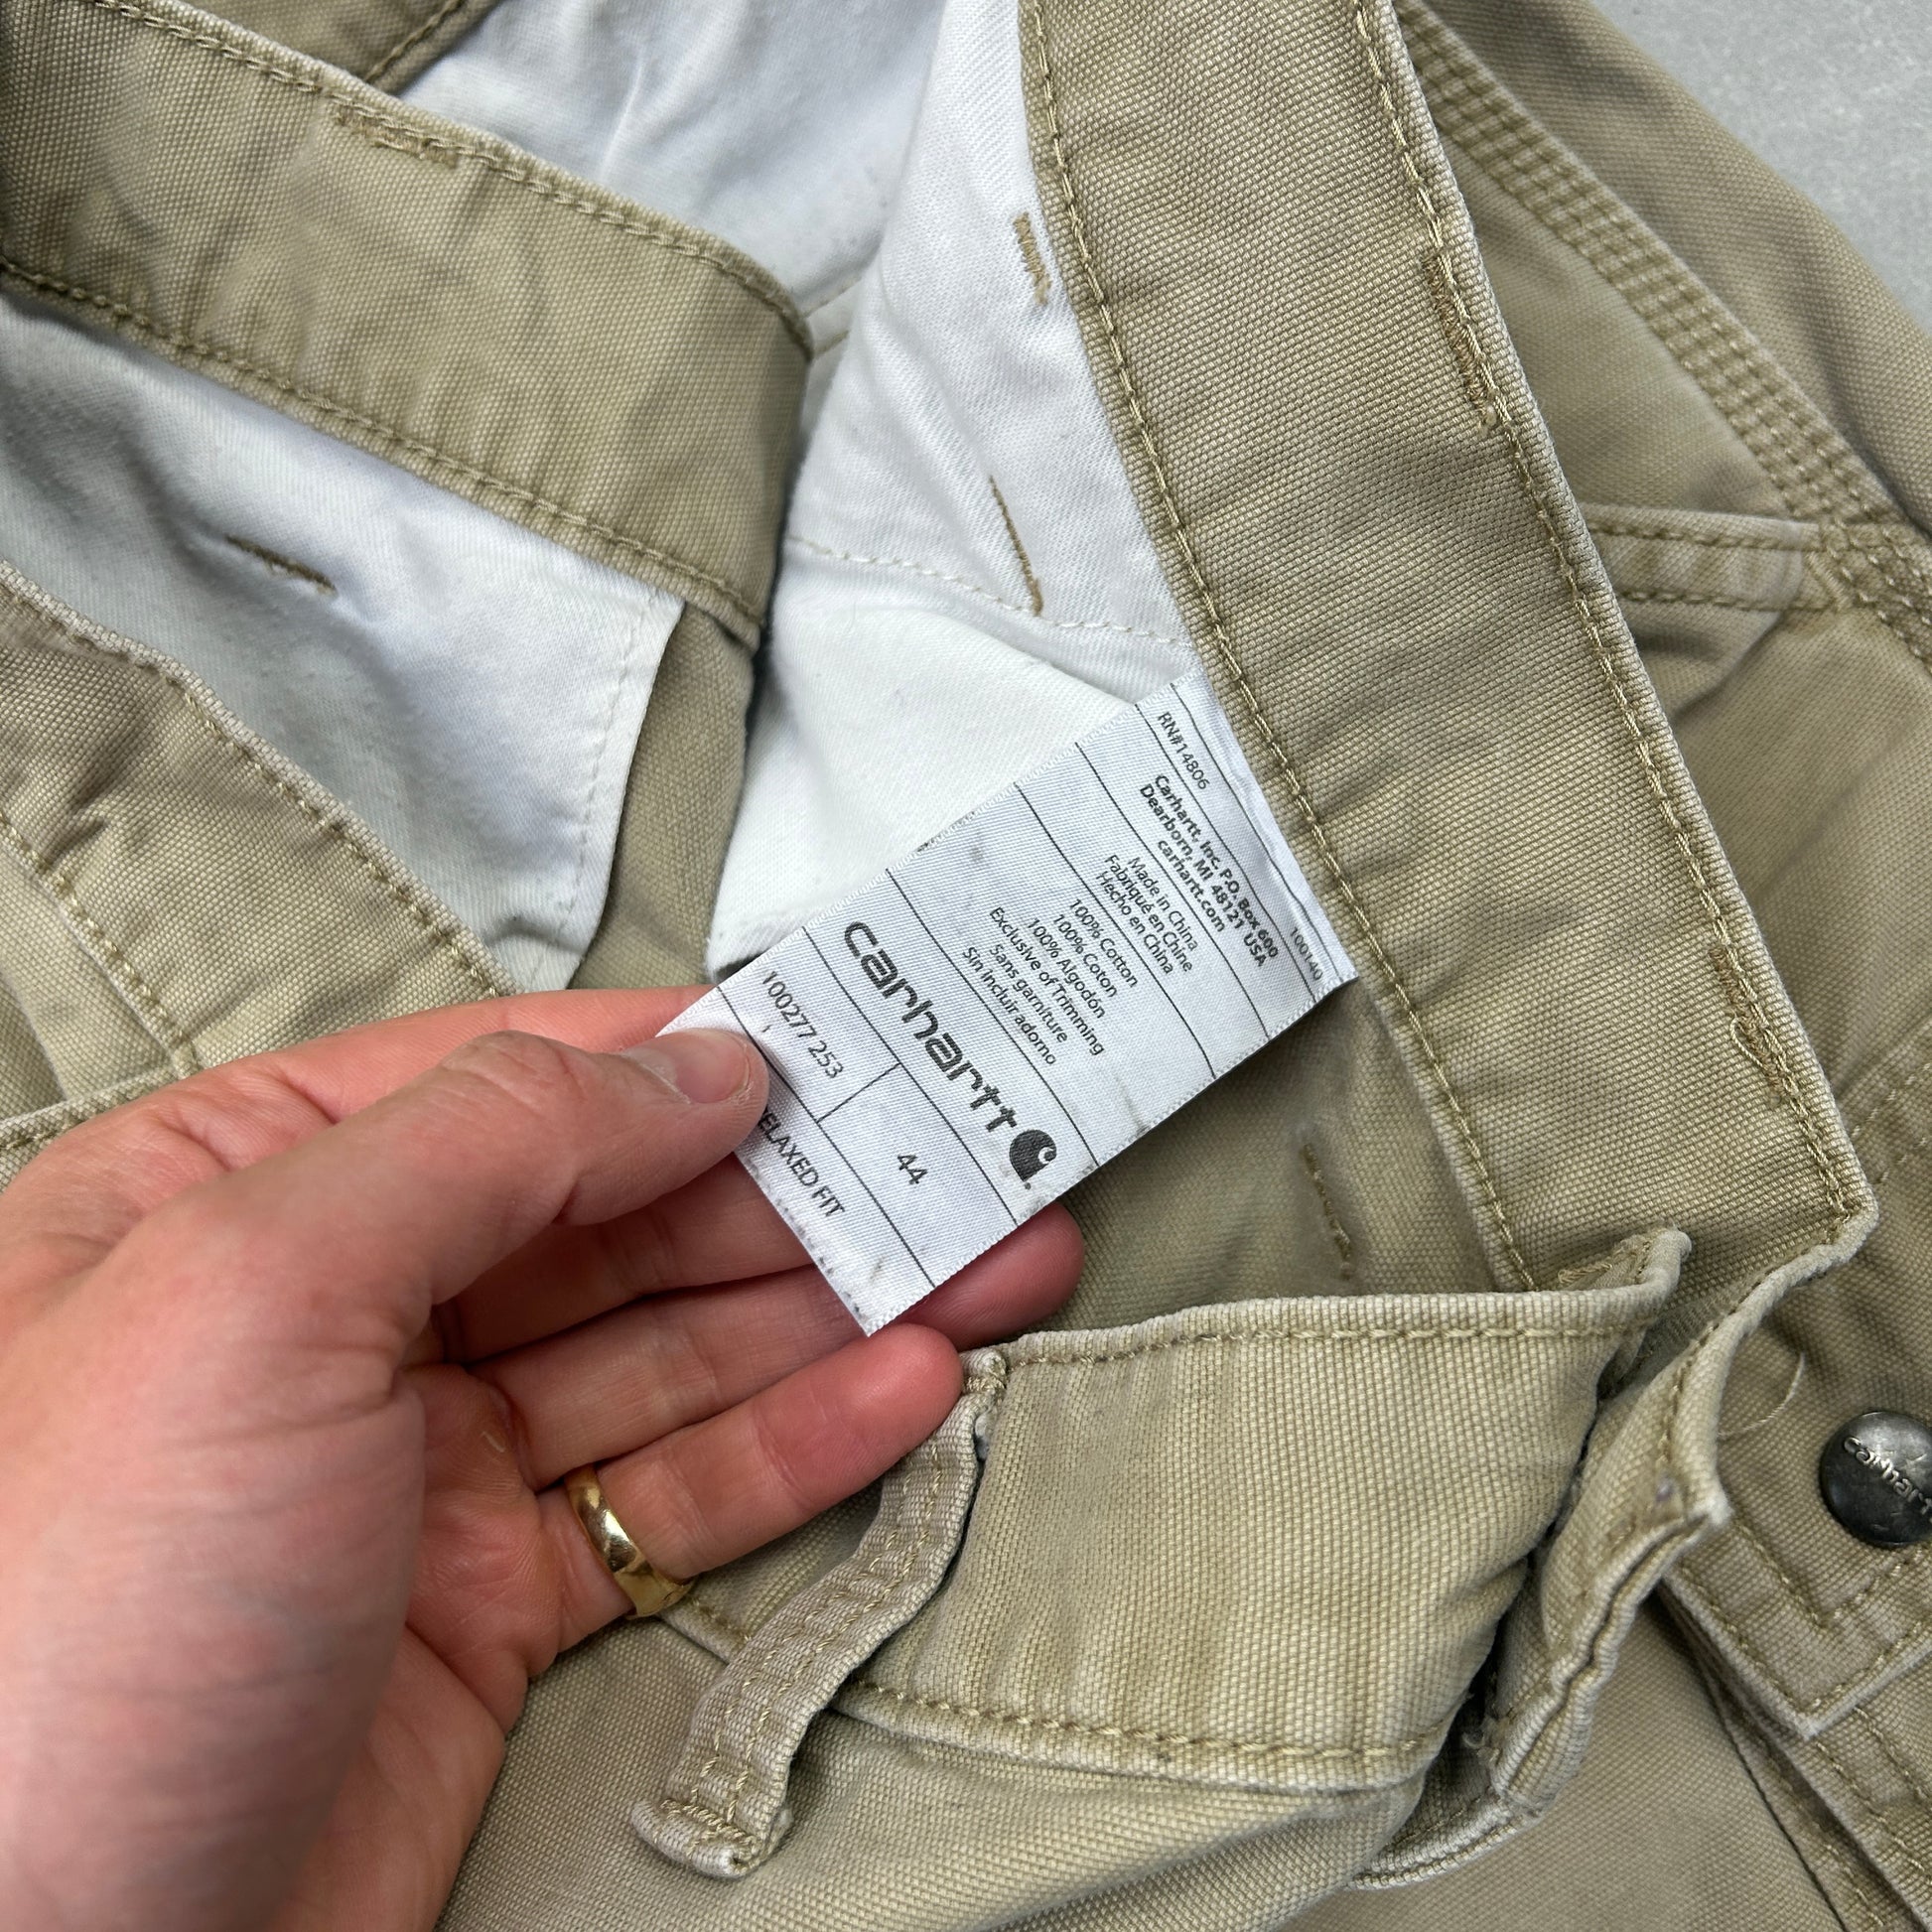 RN#14806
100140
Carhartt, Inc. P.O. Box 600
Dearborn, MI 48121 USA
carhartt.com
Made in China
Fabriqué en Chine
Hecho en China
100% Cotton
100% Coton
100% Algodón
Exclusive of Trimming
Sans garniture
Sin incluir adorno
carhartt
100277 253
44
ELAXED FIT
carhart